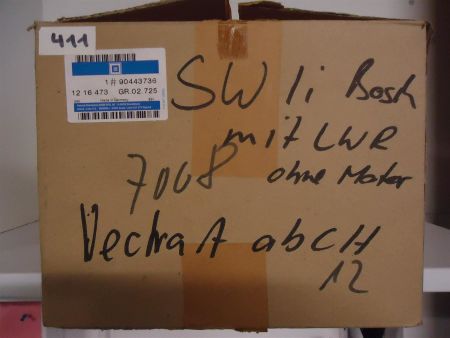 411
1 # 90443736
12 16 473 GR.02.725
SW li Bosch
mit LWR
7008 ohne Motor
Vectra A ab CH
12